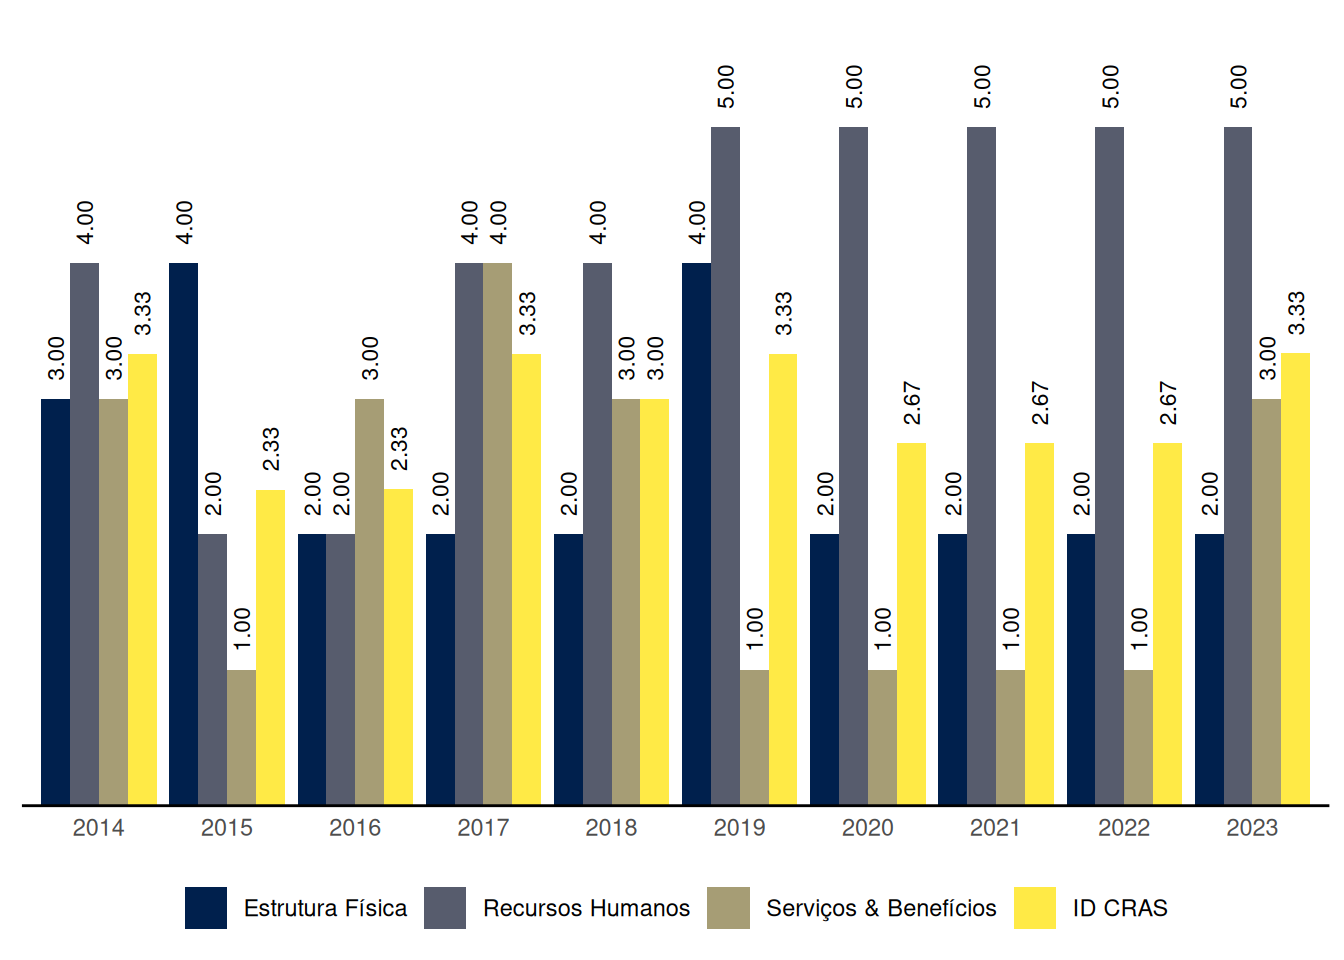 5.00 5.00 5.00 5.00 5.00
4.00 4.00 4.00 4.00 4.00 4.00
3.33 3.33 3.33 3.33
3.00 3.00 3.00 3.00 3.00 3.00
2.67 2.67 2.67
2.33 2.33
2.00 2.00 2.00 2.00 2.00 2.00 2.00 2.00 2.00
1.00 1.00 1.00 1.00 1.00
2014 2015 2016 2017 2018 2019 2020 2021 2022 2023
Estrutura Física Recursos Humanos Serviços & Benefícios ID CRAS